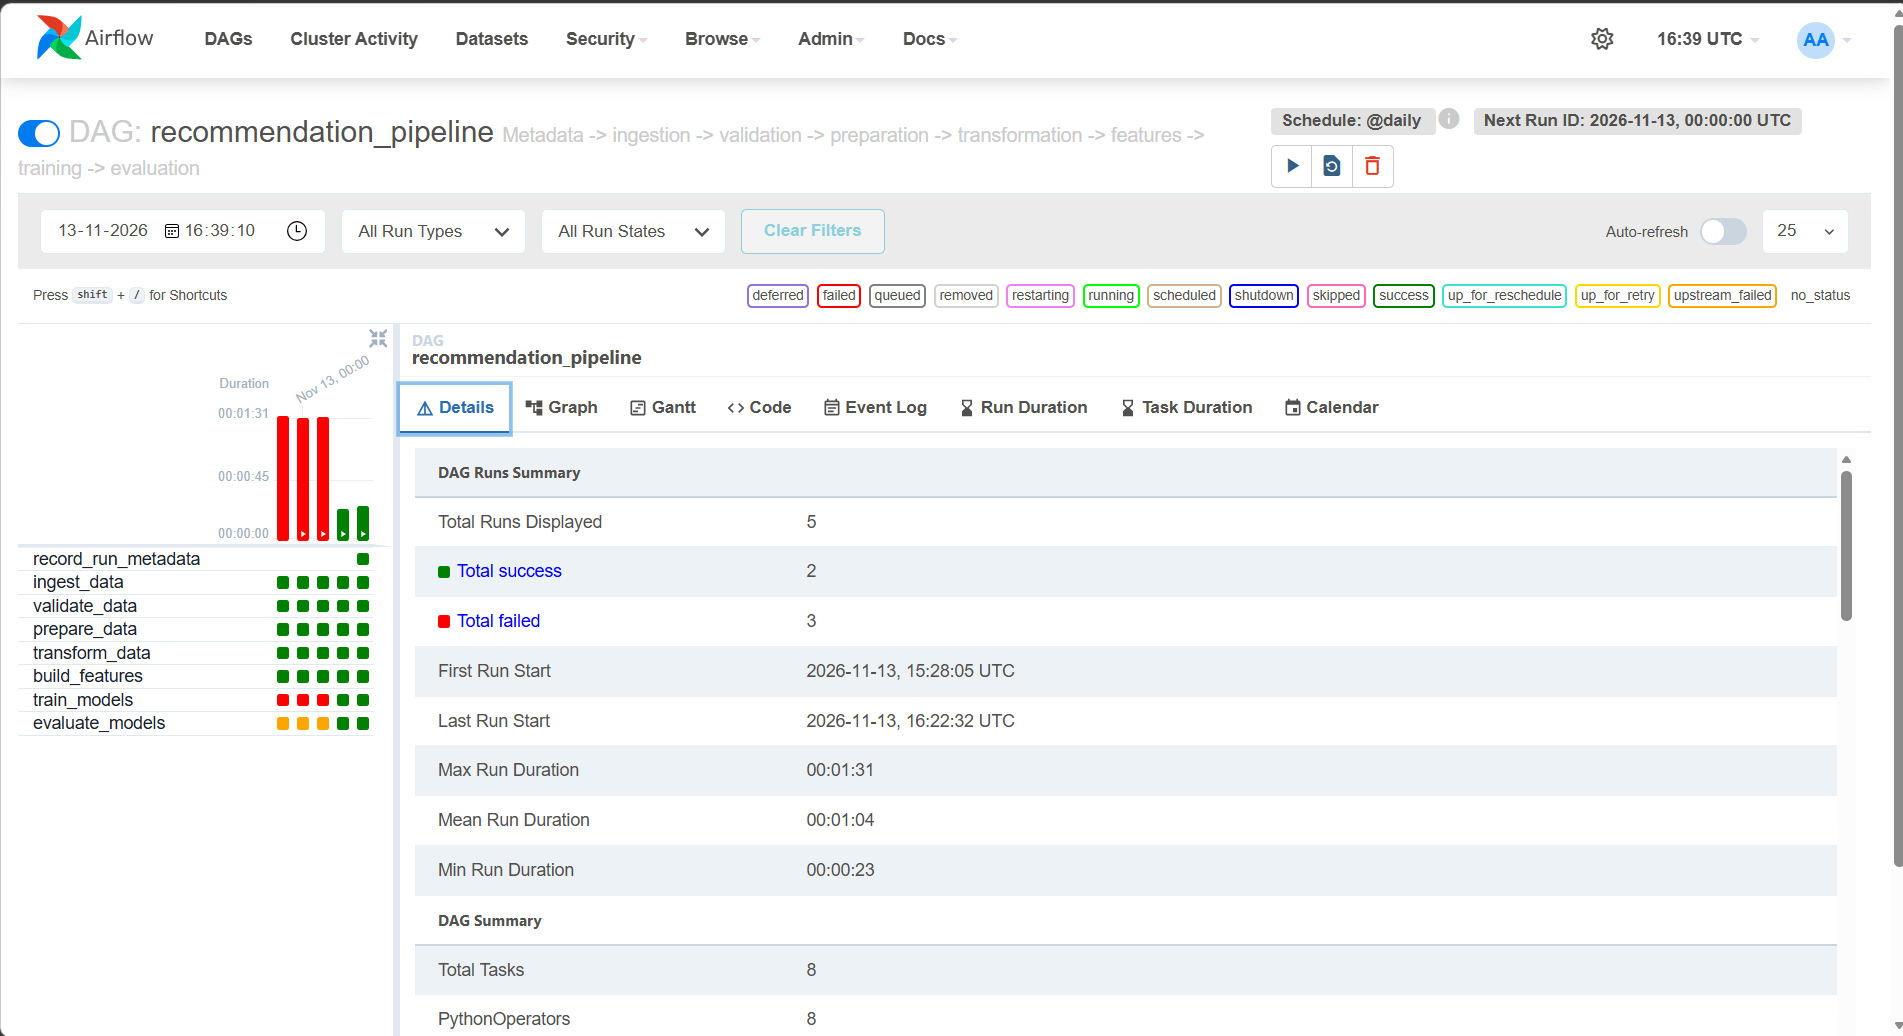 Airflow DAGs Cluster Activity Datasets Security Browse Admin Docs 16:39 UTC AA
DAG: recommendation_pipeline Metadata -> ingestion -> validation -> preparation -> transformation -> features ->
training -> evaluation
Schedule: @daily i Next Run ID: 2026-11-13, 00:00:00 UTC
13-11-2026 16:39:10 All Run Types All Run States Clear Filters Auto-refresh 25
Press shift + / for Shortcuts deferred failed queued removed restarting running scheduled shutdown skipped success up_for_reschedule up_for_retry upstream_failed no_status
Duration
Nov 13, 00:00
00:01:31
00:00:45
00:00:00
record_run_metadata
ingest_data
validate_data
prepare_data
transform_data
build_features
train_models
evaluate_models
DAG
recommendation_pipeline
Details Graph Gantt Code Event Log Run Duration Task Duration Calendar
DAG Runs Summary
Total Runs Displayed 5
Total success 2
Total failed 3
First Run Start 2026-11-13, 15:28:05 UTC
Last Run Start 2026-11-13, 16:22:32 UTC
Max Run Duration 00:01:31
Mean Run Duration 00:01:04
Min Run Duration 00:00:23
DAG Summary
Total Tasks 8
PythonOperators 8